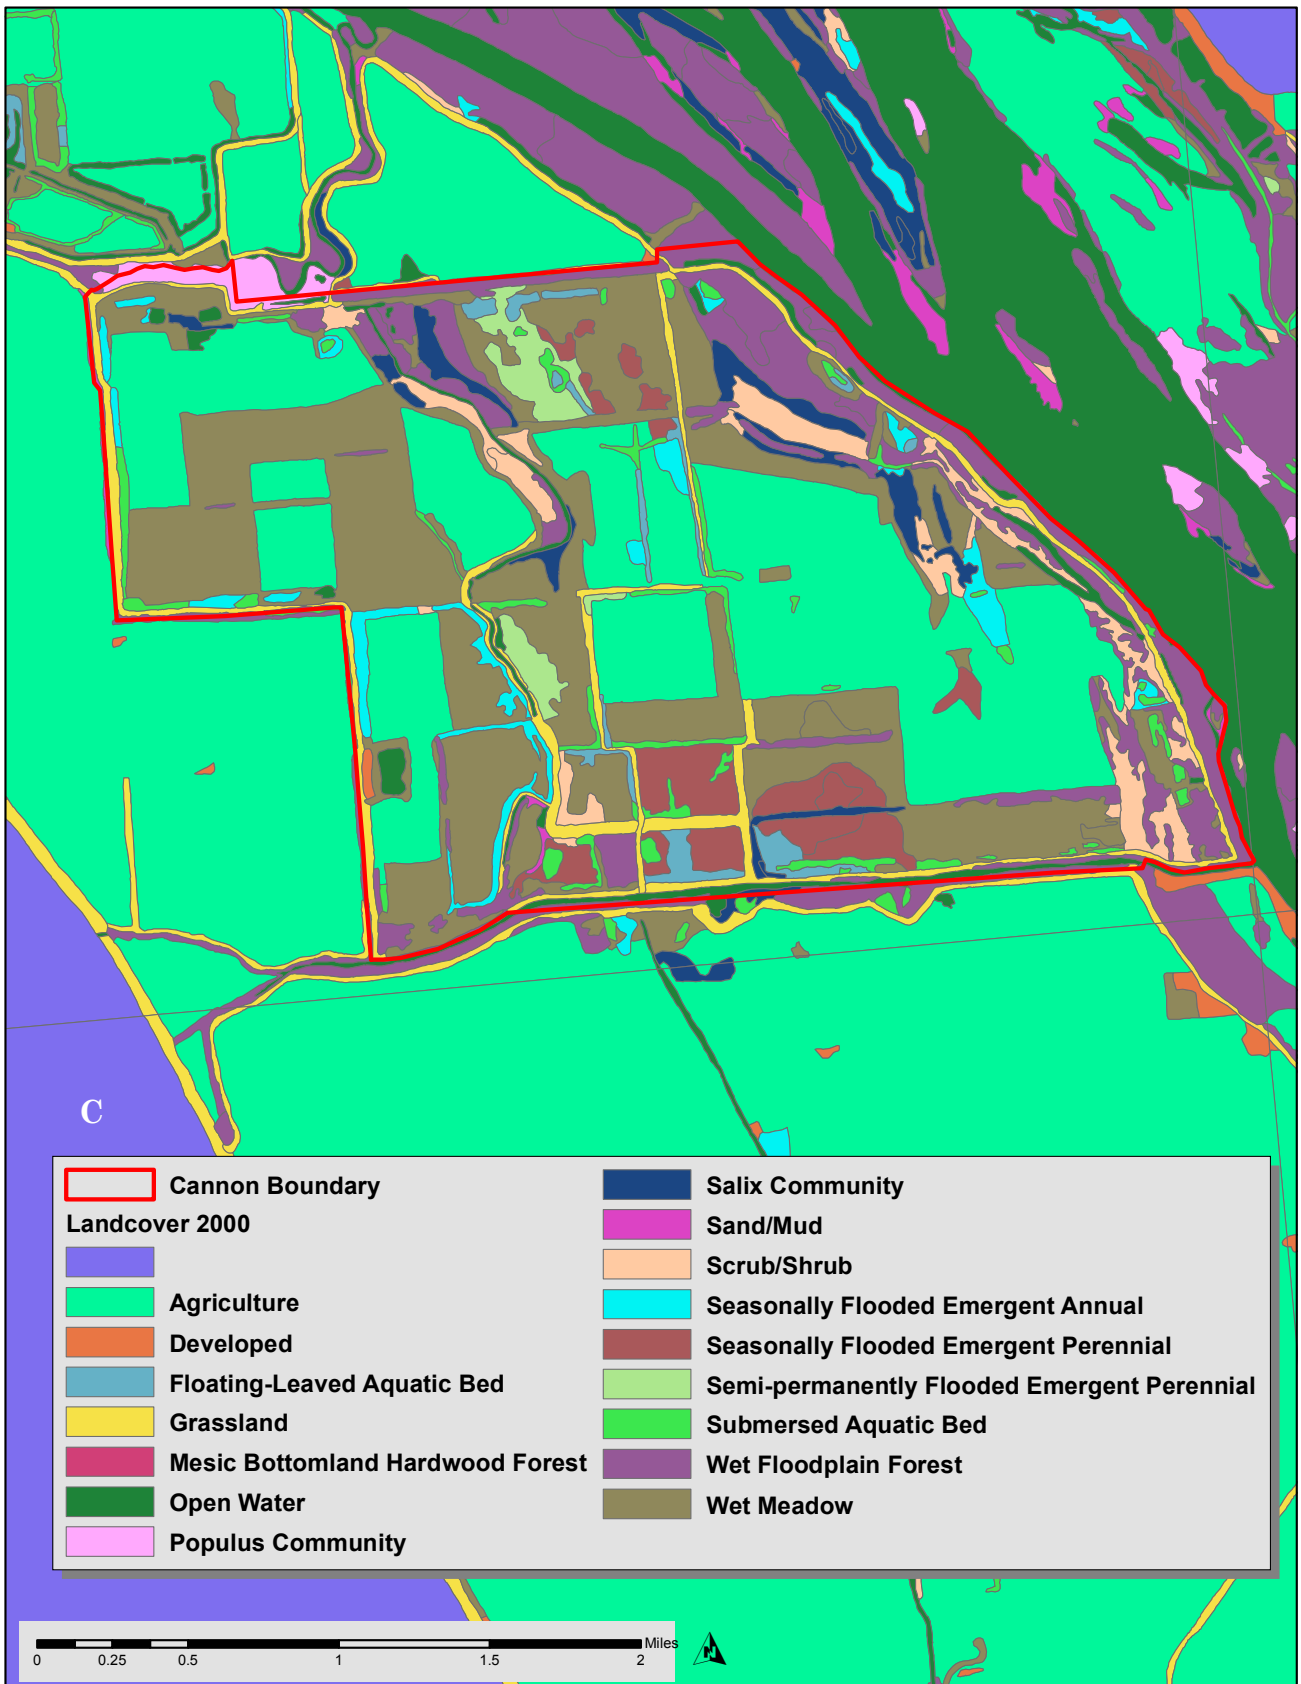 C
Cannon Boundary
Landcover 2000
Agriculture
Developed
Floating-Leaved Aquatic Bed
Grassland
Mesic Bottomland Hardwood Forest
Open Water
Populus Community
Salix Community
Sand/Mud
Scrub/Shrub
Seasonally Flooded Emergent Annual
Seasonally Flooded Emergent Perennial
Semi-permanently Flooded Emergent Perennial
Submersed Aquatic Bed
Wet Floodplain Forest
Wet Meadow
Miles
0 0.25 0.5 1 1.5 2
N